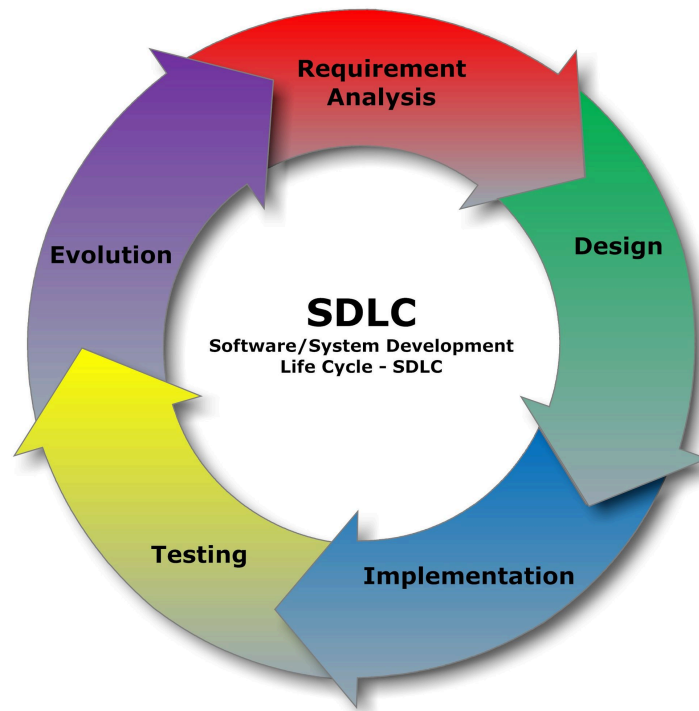 Requirement
Analysis
Design
Implementation
Testing
Evolution
SDLC
Software/System Development
Life Cycle - SDLC